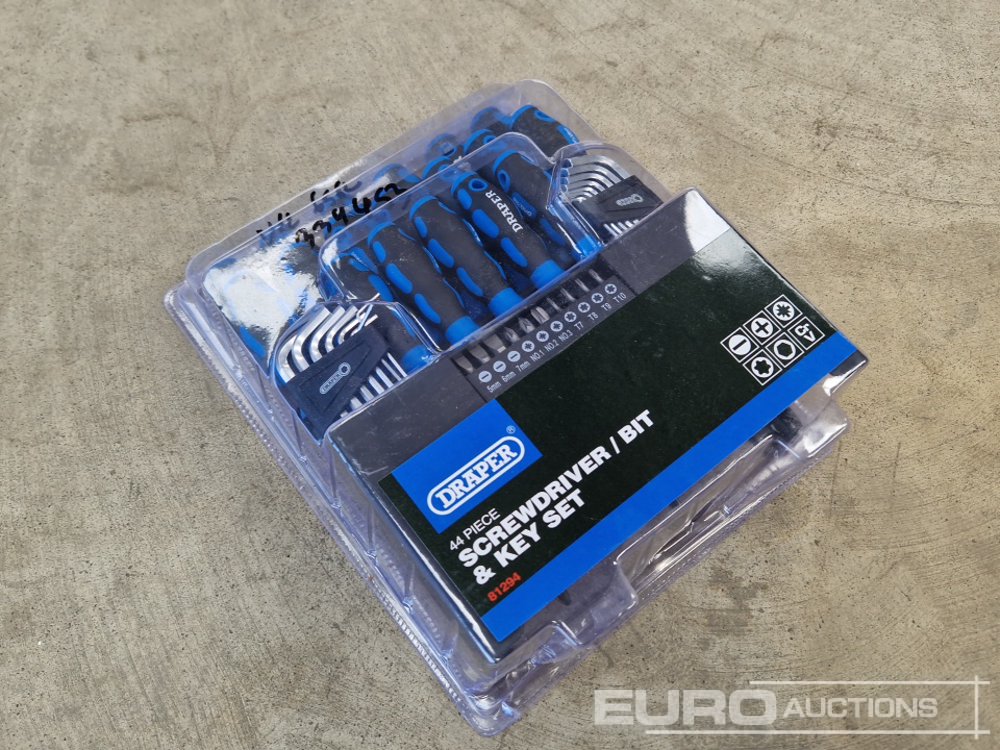 DRAPER
5mm 6mm 7mm NO.1 NO.2 NO.3 T7 T8 T9 T10
DRAPER®
44 PIECE
SCREWDRIVER / BIT
& KEY SET
81294
EURO AUCTIONS